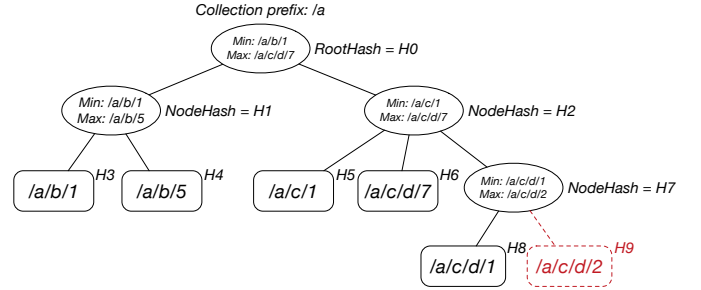 Collection prefix: /a
Min: /a/b/1
Max: /a/c/d/7
RootHash = H0
Min: /a/b/1
Max: /a/b/5
NodeHash = H1
Min: /a/c/1
Max: /a/c/d/7
NodeHash = H2
/a/b/1
H3
/a/b/5
H4
/a/c/1
H5
/a/c/d/7
H6
Min: /a/c/d/1
Max: /a/c/d/2
NodeHash = H7
/a/c/d/1
H8
/a/c/d/2
H9